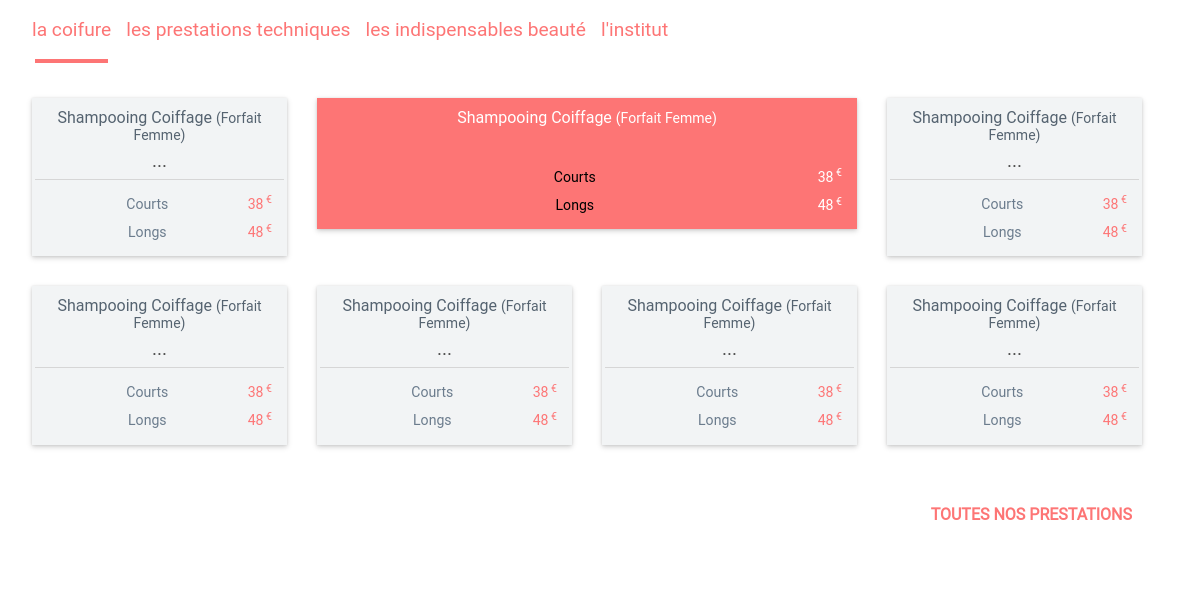 la coifure les prestations techniques les indispensables beauté l'institut
Shampooing Coiffage (Forfait
Femme)
...
Courts 38 €
Longs 48 €
Shampooing Coiffage (Forfait Femme)
Courts 38 €
Longs 48 €
Shampooing Coiffage (Forfait
Femme)
...
Courts 38 €
Longs 48 €
Shampooing Coiffage (Forfait
Femme)
...
Courts 38 €
Longs 48 €
Shampooing Coiffage (Forfait
Femme)
...
Courts 38 €
Longs 48 €
Shampooing Coiffage (Forfait
Femme)
...
Courts 38 €
Longs 48 €
Shampooing Coiffage (Forfait
Femme)
...
Courts 38 €
Longs 48 €
TOUTES NOS PRESTATIONS